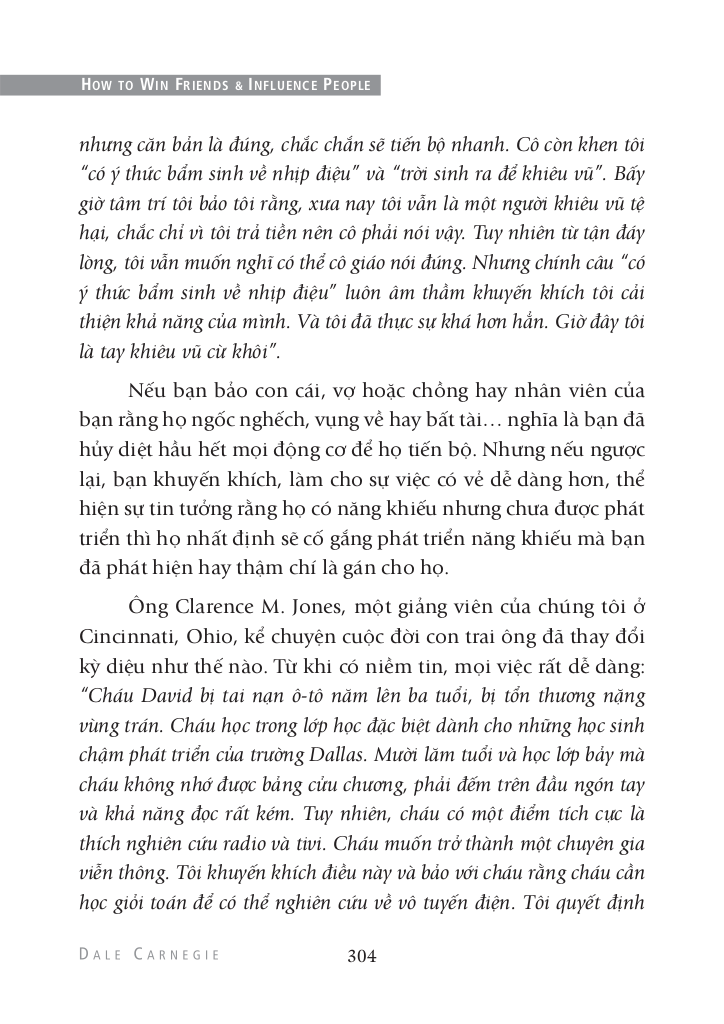 HOW TO WIN FRIENDS & INFLUENCE PEOPLE
nhưng căn bản là đúng, chắc chắn sẽ tiến bộ nhanh. Cô còn khen tôi
“có ý thức bẩm sinh về nhịp điệu” và “trời sinh ra để khiêu vũ”. Bấy
giờ tâm trí tôi bảo tôi rằng, xưa nay tôi vẫn là một người khiêu vũ tệ
hại, chắc chỉ vì tôi trả tiền nên cô phải nói vậy. Tuy nhiên từ tận đáy
lòng, tôi vẫn muốn nghĩ có thể cô giáo nói đúng. Nhưng chính câu “có
ý thức bẩm sinh về nhịp điệu” luôn âm thầm khuyến khích tôi cải
thiện khả năng của mình. Và tôi đã thực sự khá hơn hẳn. Giờ đây tôi
là tay khiêu vũ cừ khôi”.
Nếu bạn bảo con cái, vợ hoặc chồng hay nhân viên của
bạn rằng họ ngốc nghếch, vụng về hay bất tài… nghĩa là bạn đã
hủy diệt hầu hết mọi động cơ để họ tiến bộ. Nhưng nếu ngược
lại, bạn khuyến khích, làm cho sự việc có vẻ dễ dàng hơn, thể
hiện sự tin tưởng rằng họ có năng khiếu nhưng chưa được phát
triển thì họ nhất định sẽ cố gắng phát triển năng khiếu mà bạn
đã phát hiện hay thậm chí là gán cho họ.
Ông Clarence M. Jones, một giảng viên của chúng tôi ở
Cincinnati, Ohio, kể chuyện cuộc đời con trai ông đã thay đổi
kỳ diệu như thế nào. Từ khi có niềm tin, mọi việc rất dễ dàng:
“Cháu David bị tai nạn ô-tô năm lên ba tuổi, bị tổn thương nặng
vùng trán. Cháu học trong lớp học đặc biệt dành cho những học sinh
chậm phát triển của trường Dallas. Mười lăm tuổi và học lớp bảy mà
cháu không nhớ được bảng cửu chương, phải đếm trên đầu ngón tay
và khả năng đọc rất kém. Tuy nhiên, cháu có một điểm tích cực là
thích nghiên cứu radio và tivi. Cháu muốn trở thành một chuyên gia
viễn thông. Tôi khuyến khích điều này và bảo với cháu rằng cháu cần
học giỏi toán để có thể nghiên cứu về vô tuyến điện. Tôi quyết định
DALE CARNEGIE
304